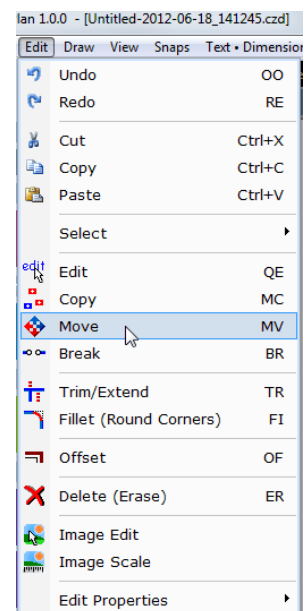 lan 1.0.0 - [Untitled-2012-06-18_141245.czd]
Edit Draw View Snaps Text • Dimension
Undo OO
Redo RE
Cut Ctrl+X
Copy Ctrl+C
Paste Ctrl+V
Select
edit Edit QE
Copy MC
Move MV
Break BR
Trim/Extend TR
Fillet (Round Corners) FI
Offset OF
Delete (Erase) ER
Image Edit
Image Scale
Edit Properties